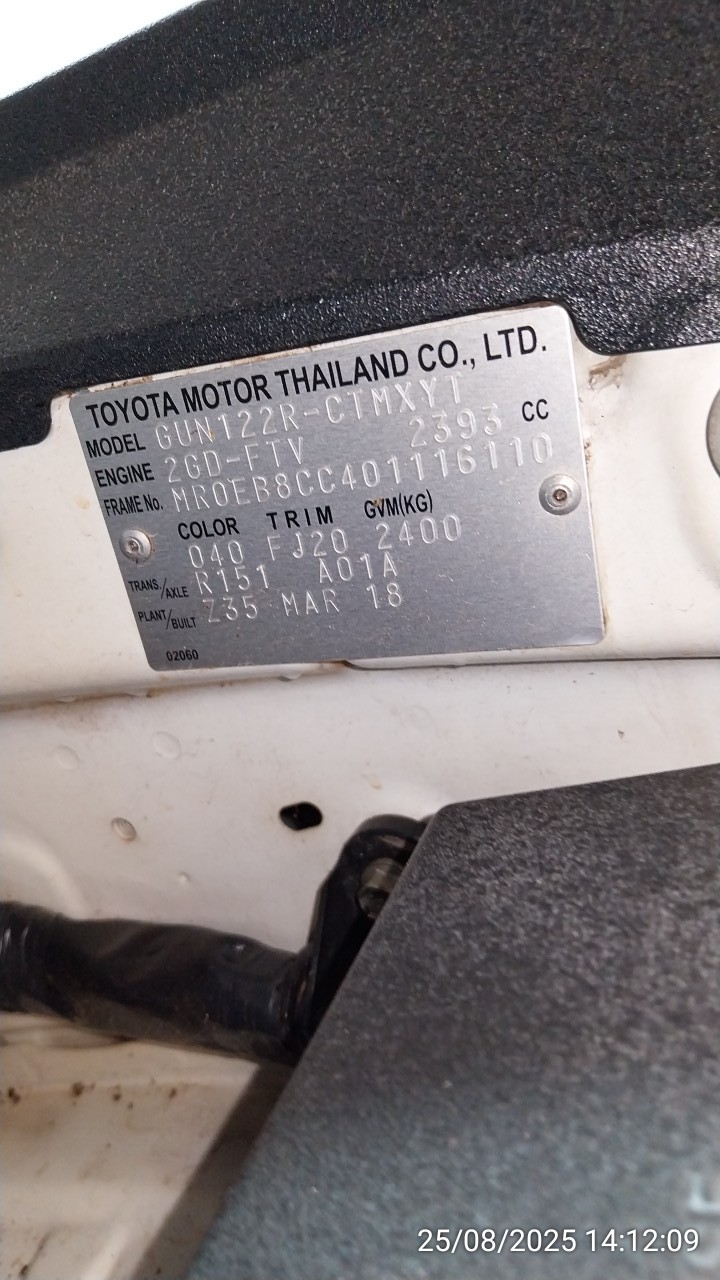 TOYOTA MOTOR THAILAND CO., LTD.
MODEL GUN122R-CTMXYT
ENGINE 2GD-FTV 2393 CC
FRAME No. MR0EB8CC401116110
COLOR TRIM GVM(KG)
040 FJ20 2400
TRANS./AXLE R151 A01A
PLANT/BUILT Z35 MAR 18
02060
25/08/2025 14:12:09